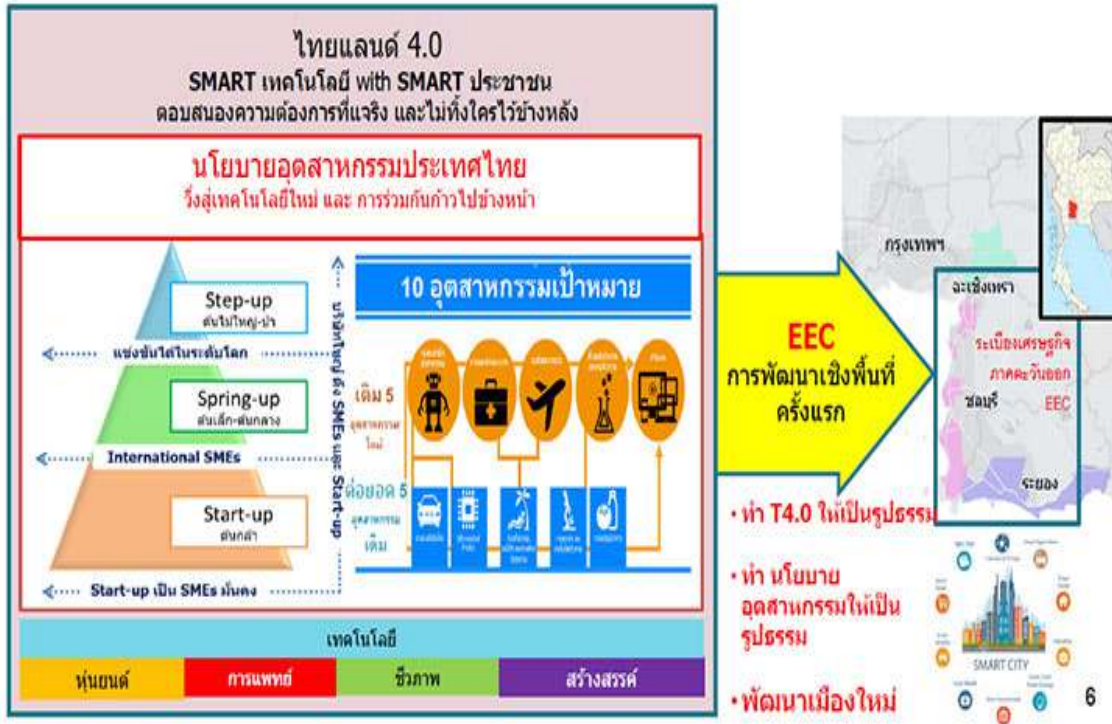 ไทยแลนด์ 4.0
SMART เทคโนโลยี with SMART ประชาชน
ตอบสนองความต้องการที่แจริง และไม่ทิ้งใครไว้ข้างหลัง
นโยบายอุตสาหกรรมประเทศไทย
วิ่งสู่เทคโนโลยีใหม่ และ การร่วมกันก้าวไปข้างหน้า
Step-up
ต้นไม้ใหญ่-ป่า
แข่งขันได้ในระดับโลก
Spring-up
ต้นเล็ก-ต้นกลาง
International SMEs
Start-up
ต้นกล้า
Start-up เป็น SMEs มั่นคง
บริษัทใหญ่ ดึง SMEs และ Start-up
10 อุตสาหกรรมเป้าหมาย
เติม 5
อุตสาหกรรม
ใหม่
ต่อยอด 5
อุตสาหกรรม
เดิม
เทคโนโลยี
หุ่นยนต์
การแพทย์
ชีวภาพ
สร้างสรรค์
EEC
การพัฒนาเชิงพื้นที่
ครั้งแรก
กรุงเทพฯ
ฉะเชิงเทรา
ระเบียงเศรษฐกิจ
ภาคตะวันออก
EEC
ชลบุรี
ระยอง
• ทำ T4.0 ให้เป็นรูปธรรม
• ทำ นโยบาย
อุตสาหกรรมให้เป็น
รูปธรรม
• พัฒนาเมืองใหม่
SMART CITY
6